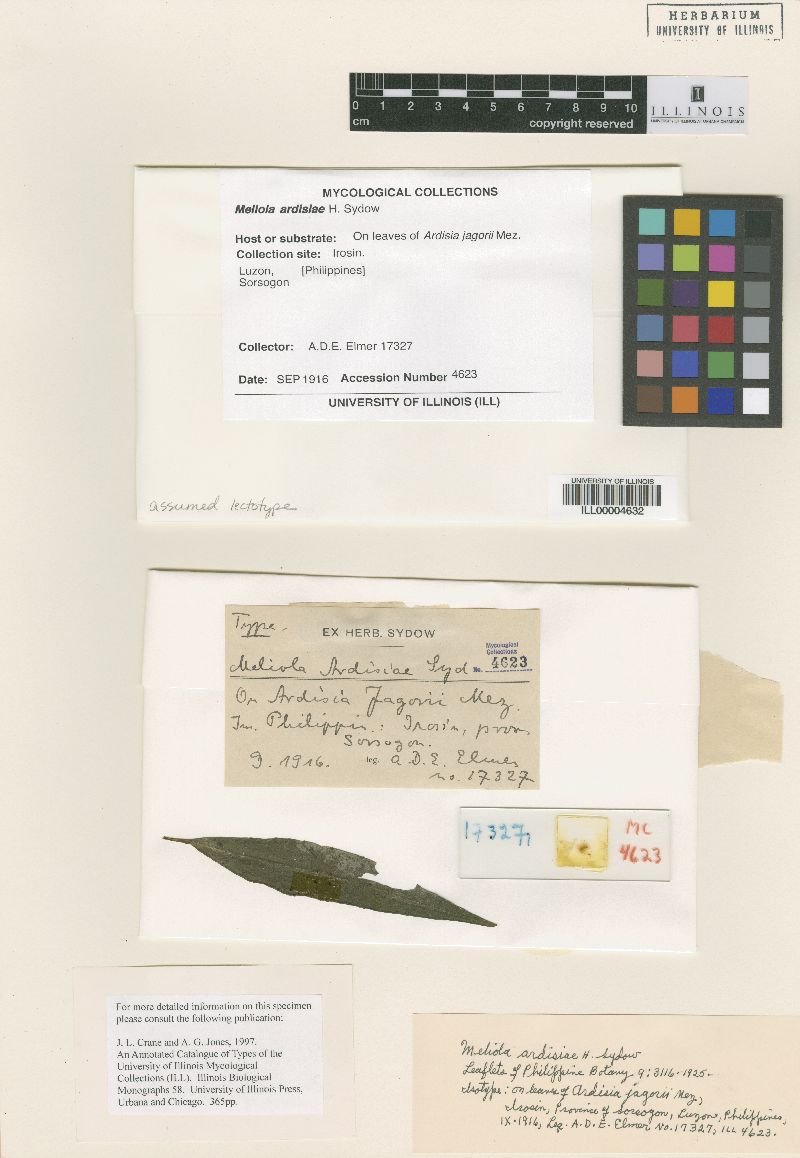 HERBARIUM
UNIVERSITY OF ILLINOIS
0 1 2 3 4 5 6 7 8 9 10
cm
copyright reserved
I
ILLINOIS
UNIVERSITY OF ILLINOIS AT URBANA-CHAMPAIGN
MYCOLOGICAL COLLECTIONS
Meliola ardisiae H. Sydow
Host or substrate: On leaves of Ardisia jagorii Mez.
Collection site: Irosin.
Luzon, [Philippines]
Sorsogon
Collector: A.D.E. Elmer 17327
Date: SEP 1916 Accession Number 4623
UNIVERSITY OF ILLINOIS (ILL)
assumed lectotype
UNIVERSITY OF ILLINOIS
ILL00004632
Type.
EX HERB. SYDOW
Mycological
Collections
No. 4623
Meliola Ardisiae Syd
On Ardisia Jagorii Mez.
Ins. Philippin.: Irosin, prov.
Sorsogon.
9. 1916. leg. A. D. E. Elmer
no. 17327
17327
MC
4623
For more detailed information on this specimen
please consult the following publication:
J. L. Crane and A. G. Jones, 1997.
An Annotated Catalogue of Types of the
University of Illinois Mycological
Collections (ILL). Illinois Biological
Monographs 58. University of Illinois Press,
Urbana and Chicago. 365pp.
Meliola ardisiae H. Sydow
Leaflets of Philippine Botany 9:3116. 1925.
Isotype: on leaves of Ardisia jagorii Mez,
Irosin, Province of Sorsogon, Luzon, Philippines,
IX-1916, Leg. A. D. E. Elmer No. 17327, ILL 4623.